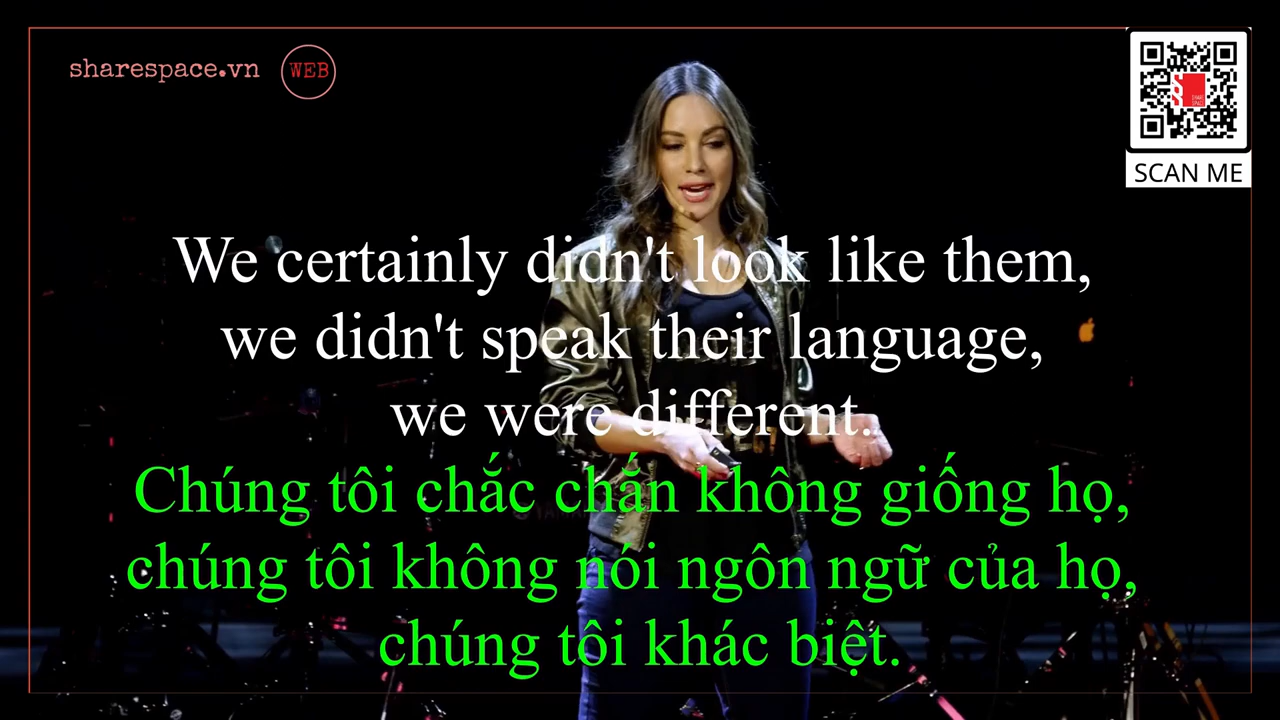 sharespace.vn WEB
SCAN ME
We certainly didn't look like them,
we didn't speak their language,
we were different.
Chúng tôi chắc chắn không giống họ,
chúng tôi không nói ngôn ngữ của họ,
chúng tôi khác biệt.